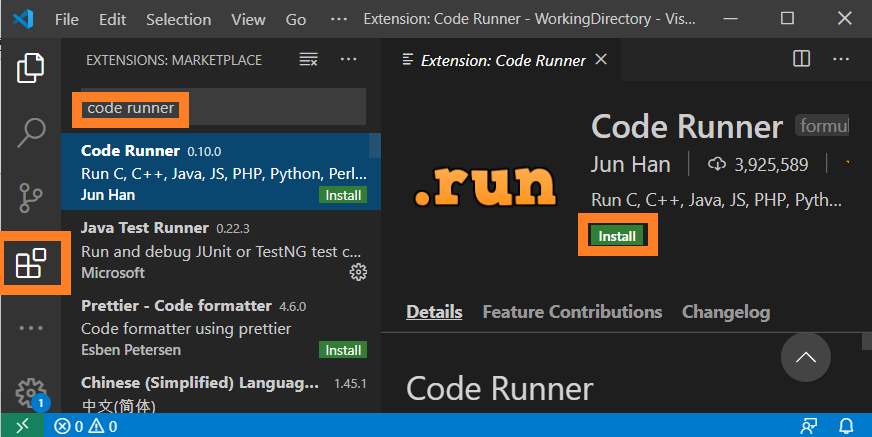 File Edit Selection View Go ··· Extension: Code Runner - WorkingDirectory - Vis...
EXTENSIONS: MARKETPLACE
code runner
Code Runner 0.10.0
Run C, C++, Java, JS, PHP, Python, Perl...
Jun Han Install
Java Test Runner 0.22.3
Run and debug JUnit or TestNG test c...
Microsoft
Prettier - Code formatter 4.6.0
Code formatter using prettier
Esben Petersen Install
Chinese (Simplified) Languag... 1.45.1
中文(简体)
1
0 0
Extension: Code Runner
Code Runner formu
Jun Han 3,925,589
Run C, C++, Java, JS, PHP, Pyth...
.run
Install
Details Feature Contributions Changelog
Code Runner